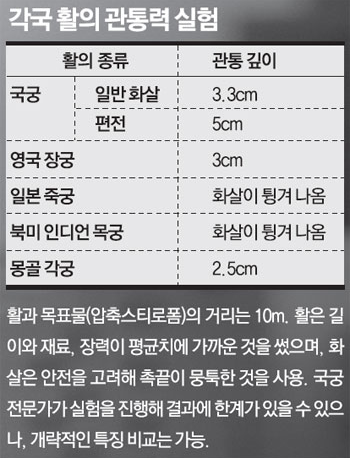 각국 활의 관통력 실험
활의 종류 관통 깊이
국궁 일반 화살 3.3cm
편전 5cm
영국 장궁 3cm
일본 죽궁 화살이 튕겨 나옴
북미 인디언 목궁 화살이 튕겨 나옴
몽골 각궁 2.5cm
활과 목표물(압축스티로폼)의 거리는 10m. 활은 길
이와 재료, 장력이 평균치에 가까운 것을 썼으며, 화
살은 안전을 고려해 촉끝이 뭉툭한 것을 사용. 국궁
전문가가 실험을 진행해 결과에 한계가 있을 수 있으
나, 개략적인 특징 비교는 가능.